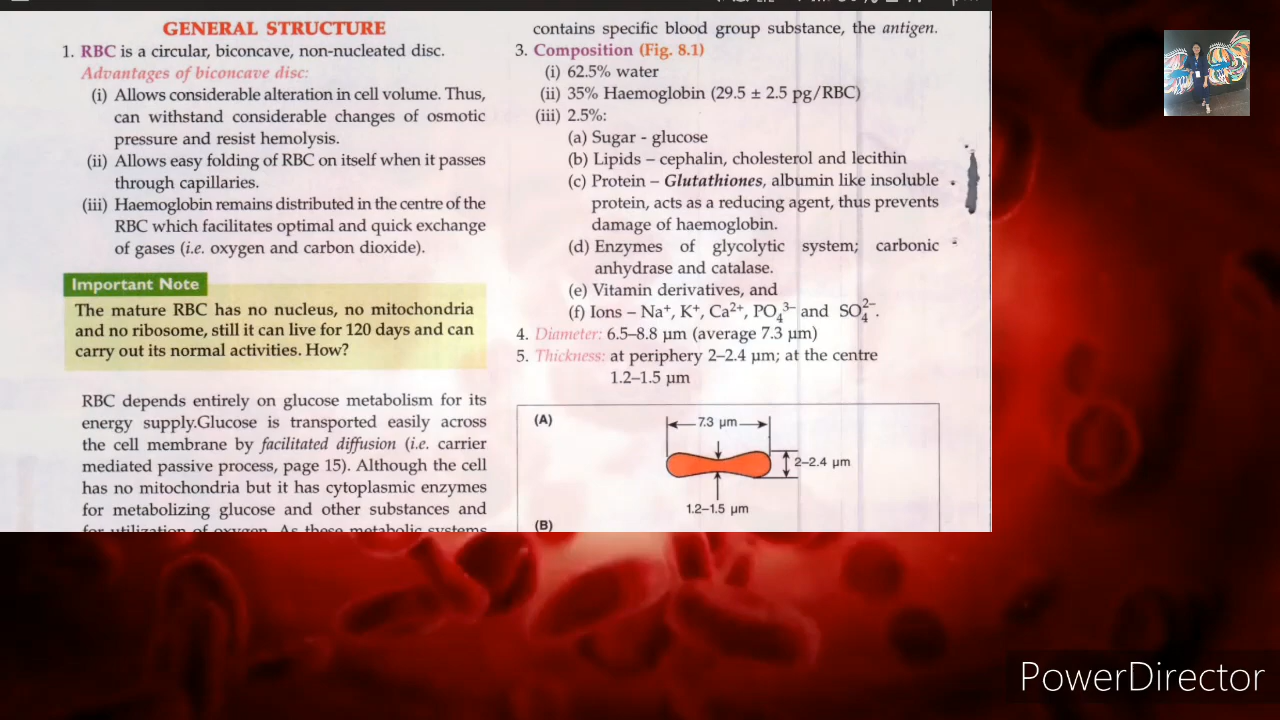 GENERAL STRUCTURE
1. RBC is a circular, biconcave, non-nucleated disc.
Advantages of biconcave disc:
(i) Allows considerable alteration in cell volume. Thus,
can withstand considerable changes of osmotic
pressure and resist hemolysis.
(ii) Allows easy folding of RBC on itself when it passes
through capillaries.
(iii) Haemoglobin remains distributed in the centre of the
RBC which facilitates optimal and quick exchange
of gases (i.e. oxygen and carbon dioxide).
Important Note
The mature RBC has no nucleus, no mitochondria
and no ribosome, still it can live for 120 days and can
carry out its normal activities. How?
RBC depends entirely on glucose metabolism for its
energy supply.Glucose is transported easily across
the cell membrane by facilitated diffusion (i.e. carrier
mediated passive process, page 15). Although the cell
has no mitochondria but it has cytoplasmic enzymes
for metabolizing glucose and other substances and
for utilization of oxygen. As these metabolic systems
contains specific blood group substance, the antigen.
3. Composition (Fig. 8.1)
(i) 62.5% water
(ii) 35% Haemoglobin (29.5 ± 2.5 pg/RBC)
(iii) 2.5%:
(a) Sugar - glucose
(b) Lipids – cephalin, cholesterol and lecithin
(c) Protein – Glutathiones, albumin like insoluble
protein, acts as a reducing agent, thus prevents
damage of haemoglobin.
(d) Enzymes of glycolytic system; carbonic
anhydrase and catalase.
(e) Vitamin derivatives, and
(f) Ions – Na⁺, K⁺, Ca²⁺, PO₄³⁻ and SO₄²⁻.
4. Diameter: 6.5–8.8 µm (average 7.3 µm)
5. Thickness: at periphery 2–2.4 µm; at the centre
1.2–1.5 µm
(A)
7.3 µm
2–2.4 µm
1.2–1.5 µm
(B)
PowerDirector